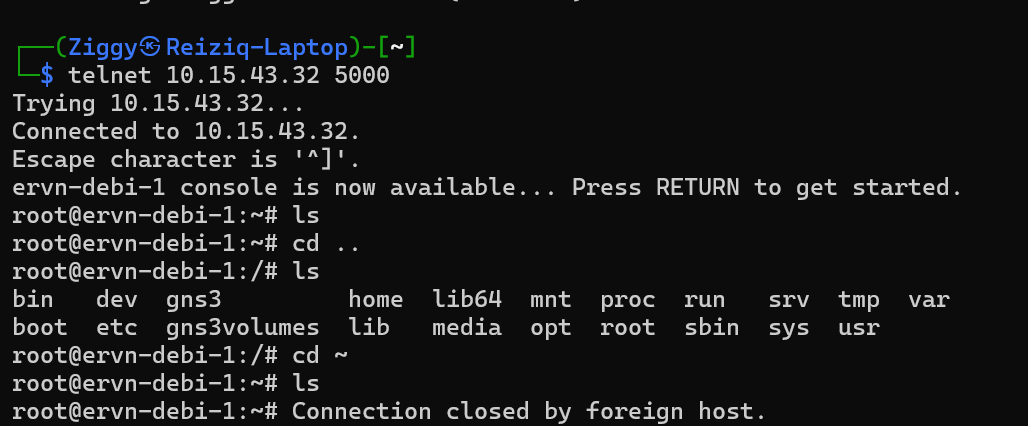 (Ziggy㉿Reiziq-Laptop)-[~]
$ telnet 10.15.43.32 5000
Trying 10.15.43.32...
Connected to 10.15.43.32.
Escape character is '^]'.
ervn-debi-1 console is now available... Press RETURN to get started.
root@ervn-debi-1:~# ls
root@ervn-debi-1:~# cd ..
root@ervn-debi-1:/# ls
bin   dev  gns3         home  lib64  mnt  proc  run   srv  tmp  var
boot  etc  gns3volumes  lib   media  opt  root  sbin  sys  usr
root@ervn-debi-1:/# cd ~
root@ervn-debi-1:~# ls
root@ervn-debi-1:~# Connection closed by foreign host.